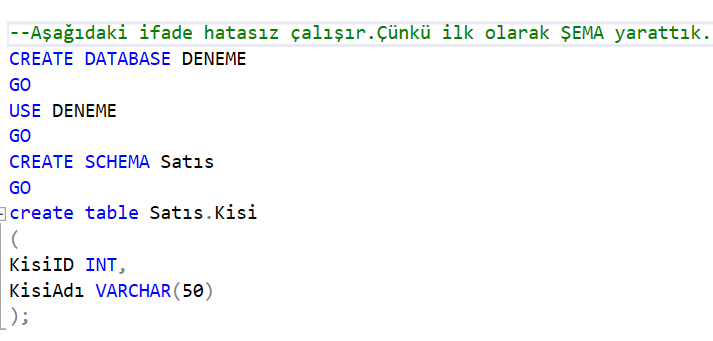 --Aşağıdaki ifade hatasız çalışır.Çünkü ilk olarak ŞEMA yarattık.
CREATE DATABASE DENEME
GO
USE DENEME
GO
CREATE SCHEMA Satıs
GO
create table Satıs.Kisi
(
KisiID INT,
KisiAdı VARCHAR(50)
);